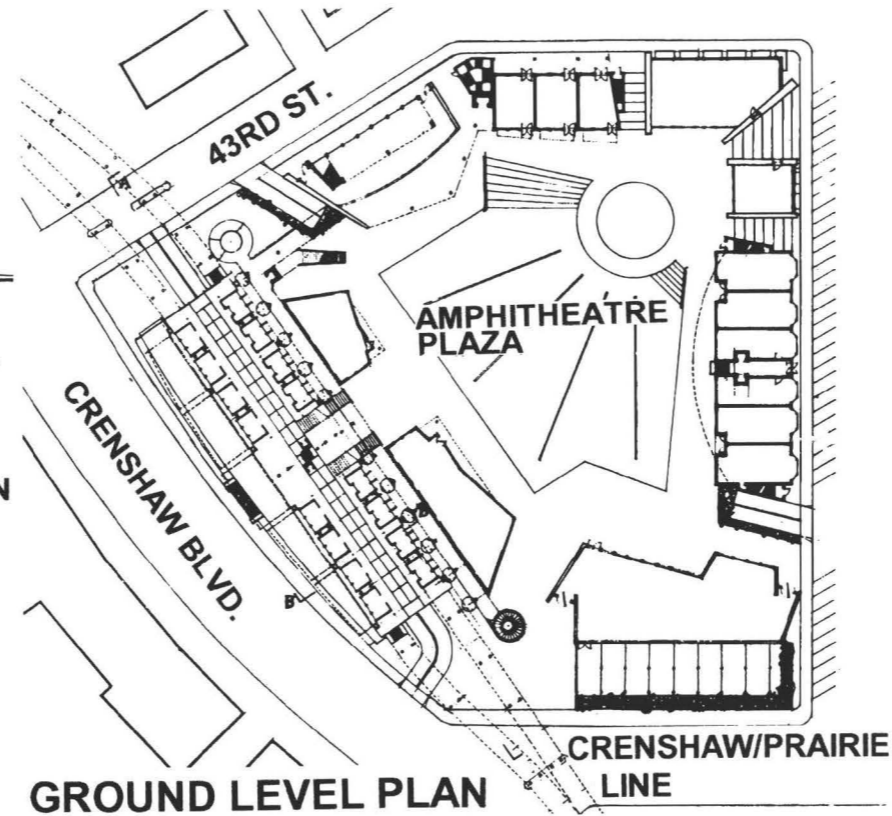 43RD ST.
AMPHITHEATRE
PLAZA
CRENSHAW BLVD.
N
B'
CRENSHAW/PRAIRIE
LINE
GROUND LEVEL PLAN